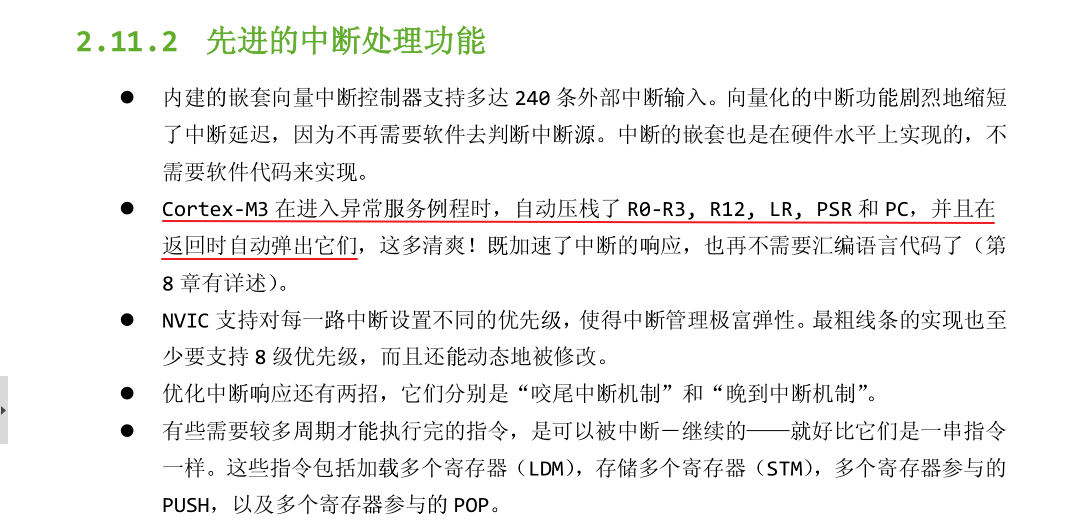 2.11.2 先进的中断处理功能
● 内建的嵌套向量中断控制器支持多达 240 条外部中断输入。向量化的中断功能剧烈地缩短
了中断延迟，因为不再需要软件去判断中断源。中断的嵌套也是在硬件水平上实现的，不
需要软件代码来实现。
● Cortex-M3 在进入异常服务例程时，自动压栈了 R0-R3, R12, LR, PSR 和 PC，并且在
返回时自动弹出它们，这多清爽！既加速了中断的响应，也再不需要汇编语言代码了（第
8 章有详述）。
● NVIC 支持对每一路中断设置不同的优先级，使得中断管理极富弹性。最粗线条的实现也至
少要支持 8 级优先级，而且还能动态地被修改。
● 优化中断响应还有两招，它们分别是“咬尾中断机制”和“晚到中断机制”。
● 有些需要较多周期才能执行完的指令，是可以被中断－继续的——就好比它们是一串指令
一样。这些指令包括加载多个寄存器（LDM），存储多个寄存器（STM），多个寄存器参与的
PUSH，以及多个寄存器参与的 POP。